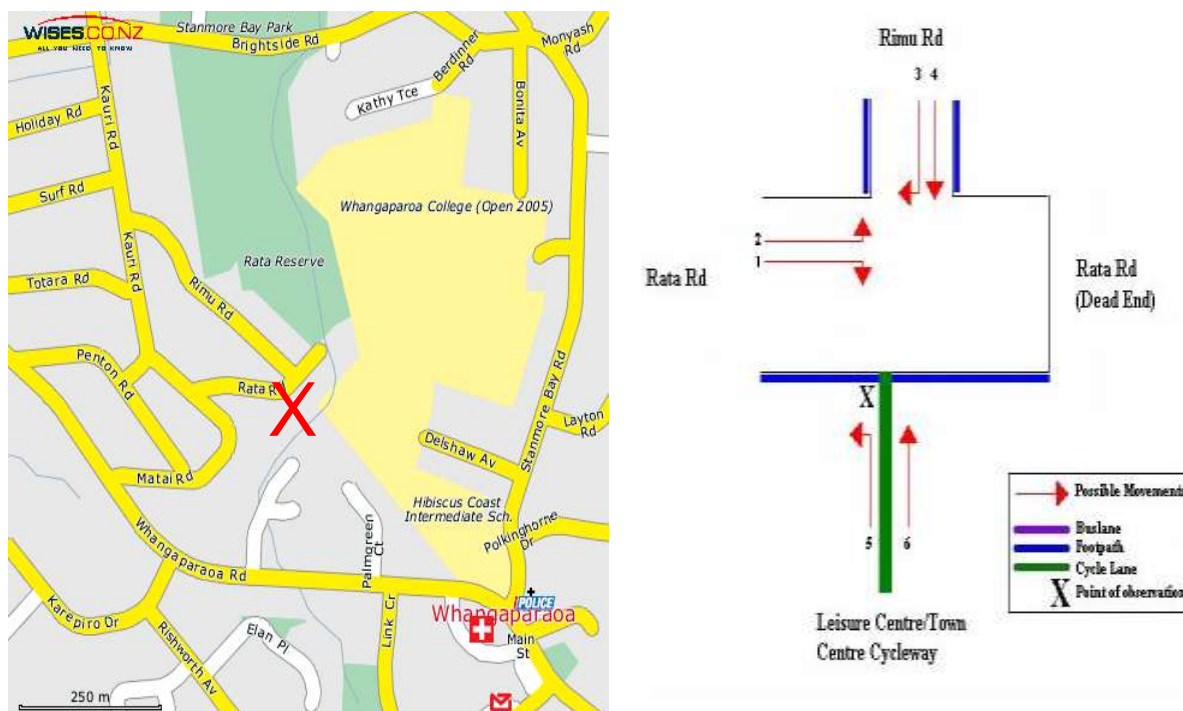 WISES.CO.NZ
ALL YOU NEED TO KNOW
Stanmore Bay Park
Brightside Rd
Berdinner
Rd
Monyash
Rd
Kathy Tce
Bonita Av
Kauri Rd
Holiday Rd
Surf Rd
Whangaparoa College (Open 2005)
Kauri Rd
Rata Reserve
Totara Rd
Rimu Rd
Penton Rd
Rata R
X
Stanmore Bay Rd
Layton
Rd
Delshaw Av
Matai Rd
Hibiscus Coast
Intermediate Sch.
Polkinghorne
Dr
Whangaparaoa Rd
Palmgreen
Ct
POLICE
Whangaparaoa
Karepiro Dr
Rishworth Av
Elan Pl
Link Cr
Main
St
250 m
Rimu Rd
3 4
2
1
Rata Rd
Rata Rd
(Dead End)
X
5 6
Leisure Centre/Town
Centre Cycleway
Possible Movements
Buslane
Footpath
Cycle Lane
X Point of observation